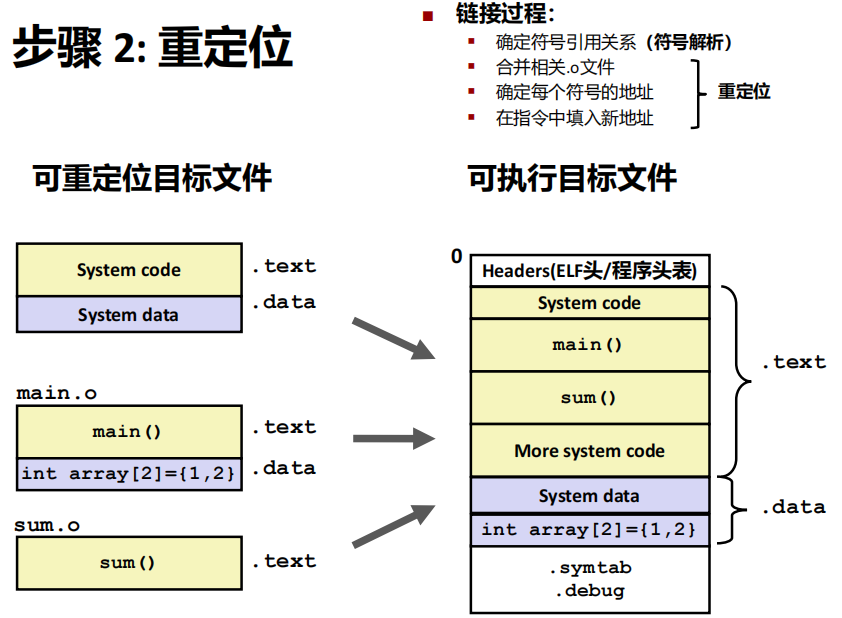 步骤 2: 重定位
链接过程:
确定符号引用关系（符号解析）
合并相关.o文件
确定每个符号的地址
在指令中填入新地址
重定位
可重定位目标文件
System code
.text
System data
.data
main.o
main()
.text
int array[2]={1,2}
.data
sum.o
sum()
.text
可执行目标文件
0
Headers(ELF头/程序头表)
System code
main()
sum()
More system code
.text
System data
int array[2]={1,2}
.data
.symtab
.debug